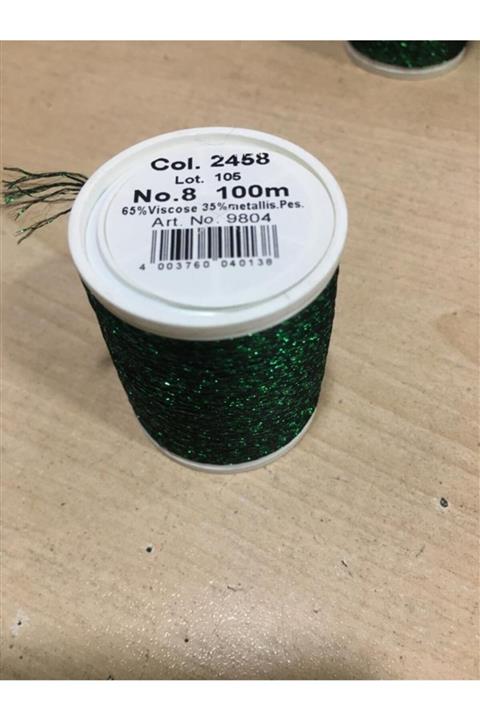 Col. 2458
Lot. 105
No.8 100m
65%Viscose 35%metallis.Pes.
Art. No. 9804
4 003760 040138